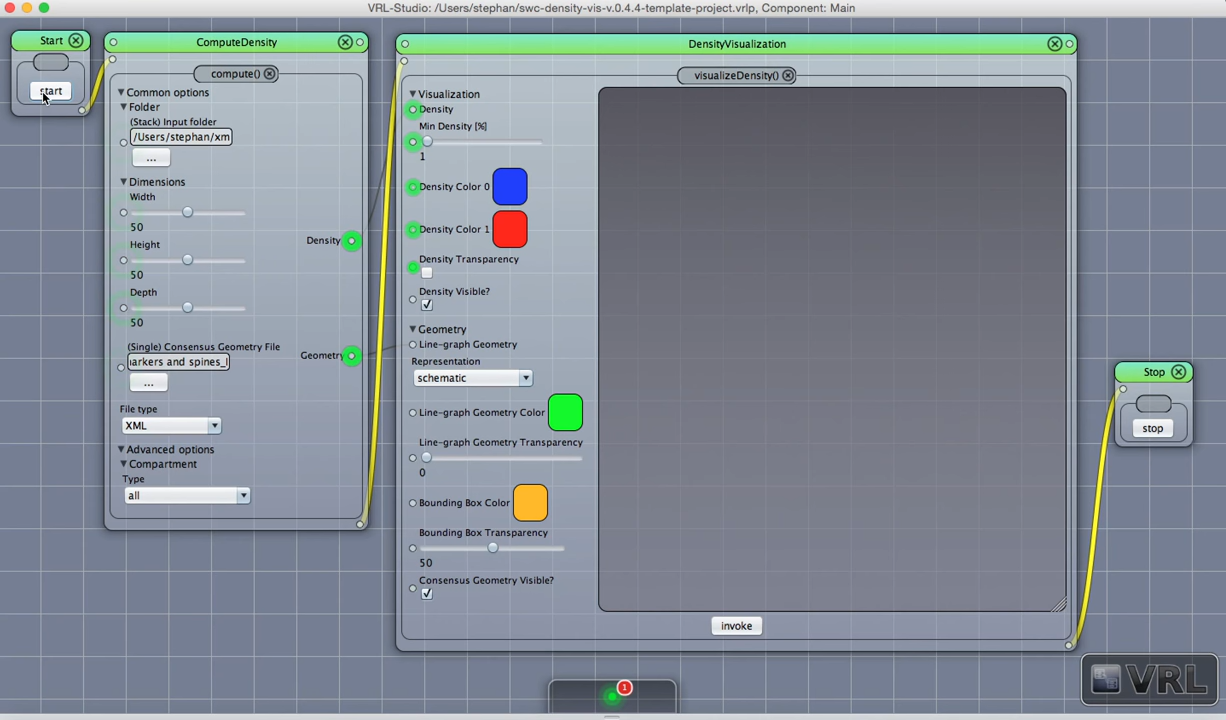 VRL-Studio: /Users/stephan/swc-density-vis-v.0.4.4-template-project.vrlp, Component: Main
Start
start
ComputeDensity
compute()
Common options
Folder
(Stack) Input folder
/Users/stephan/xm
...
Dimensions
Width
50
Height
50
Depth
50
(Single) Consensus Geometry File
arkers and spines_l
...
File type
XML
Advanced options
Compartment
Type
all
Density
Geometry
DensityVisualization
visualizeDensity()
Visualization
Density
Min Density [%]
1
Density Color 0
Density Color 1
Density Transparency
Density Visible?
Geometry
Line-graph Geometry
Representation
schematic
Line-graph Geometry Color
Line-graph Geometry Transparency
0
Bounding Box Color
Bounding Box Transparency
50
Consensus Geometry Visible?
invoke
Stop
stop
1
VRL